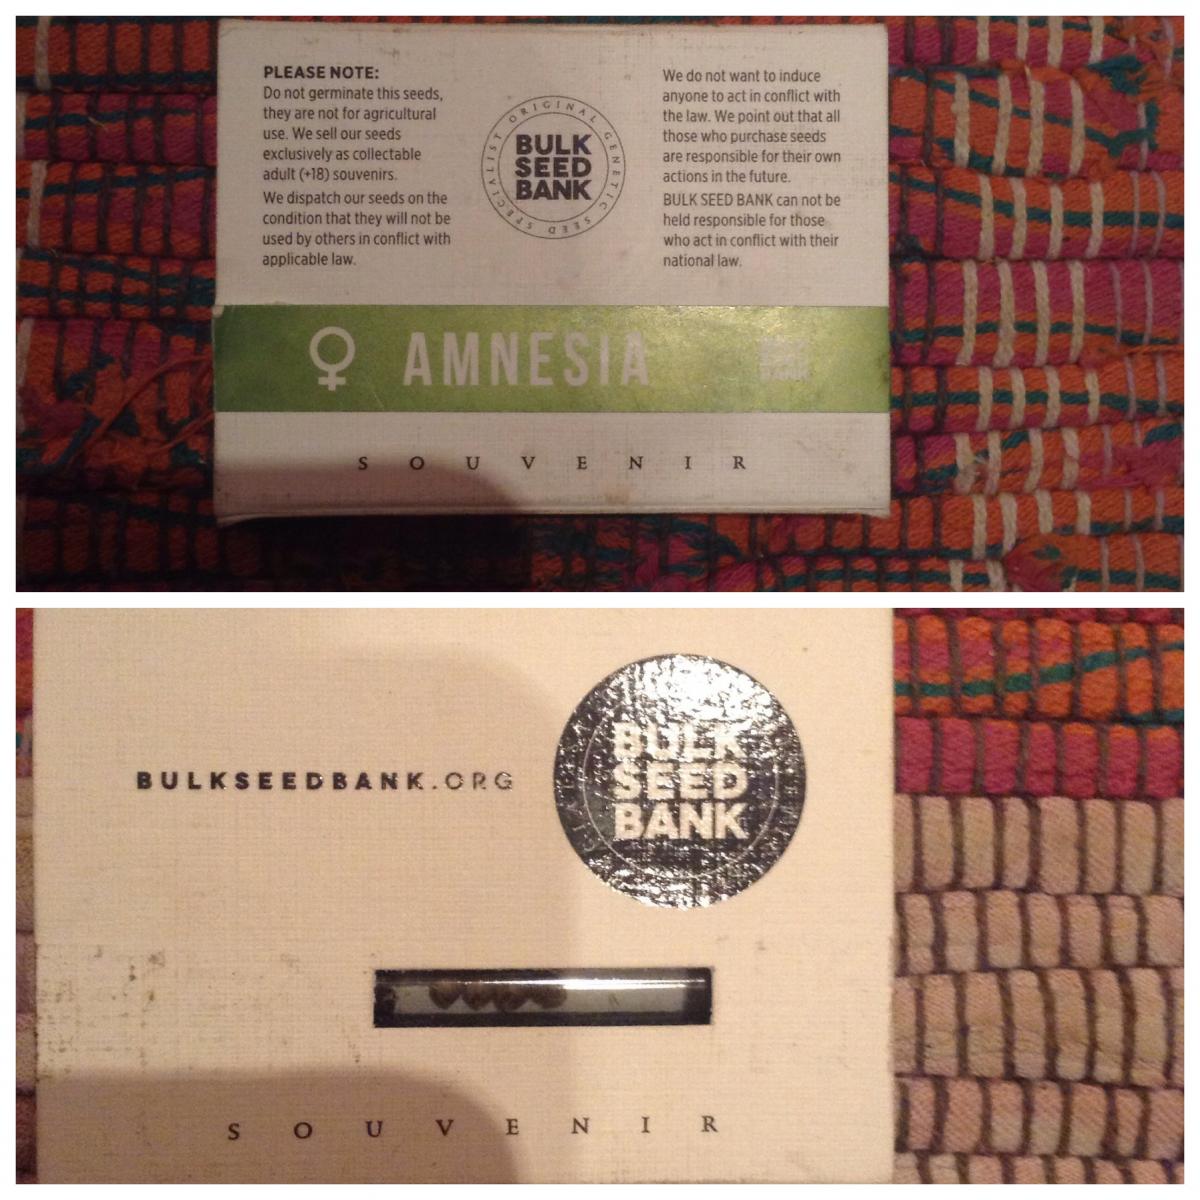 PLEASE NOTE:
Do not germinate this seeds,
they are not for agricultural
use. We sell our seeds
exclusively as collectable
adult (+18) souvenirs.
We dispatch our seeds on the
condition that they will not be
used by others in conflict with
applicable law.
SPECIALIST ORIGINAL GENETIC SEED
BULK
SEED
BANK
We do not want to induce
anyone to act in conflict with
the law. We point out that all
those who purchase seeds
are responsible for their own
actions in the future.
BULK SEED BANK can not be
held responsible for those
who act in conflict with their
national law.
AMNESIA
BULK
SEED
BANK
SOUVENIR
BULKSEEDBANK.ORG
BULK
SEED
BANK
SOUVENIR